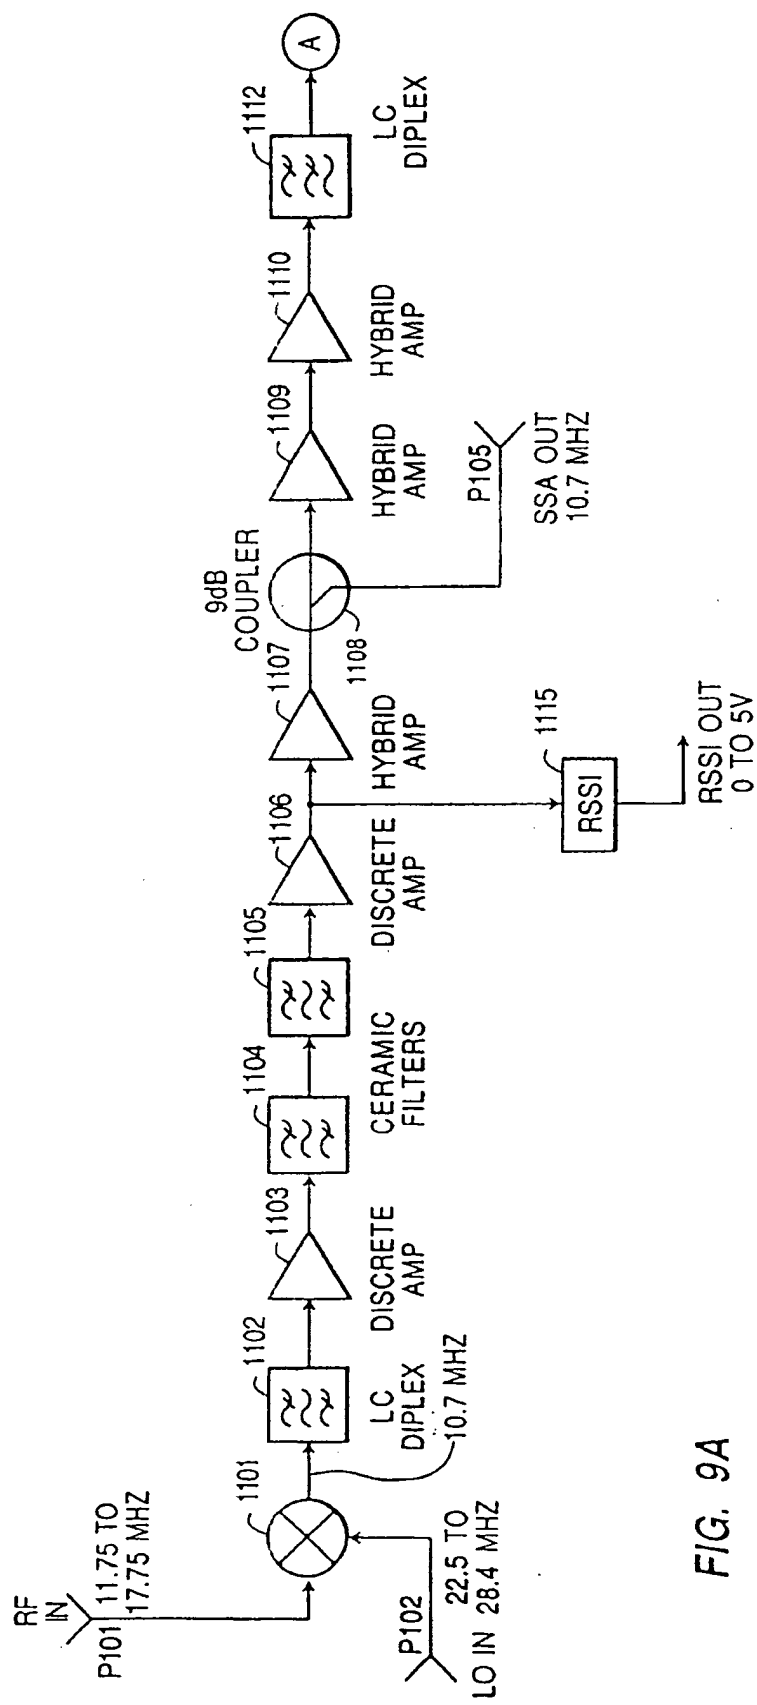 RF
IN
P101 11.75 TO
17.75 MHZ
1101
P102
22.5 TO
LO IN 28.4 MHZ
10.7 MHZ
1102
LC
DIPLEX
1103
DISCRETE
AMP
1104
1105
CERAMIC
FILTERS
1106
DISCRETE
AMP
1107
HYBRID
AMP
1115
RSSI
RSSI OUT
0 TO 5V
9dB
COUPLER
1108
P105
SSA OUT
10.7 MHZ
1109
HYBRID
AMP
1110
HYBRID
AMP
1112
LC
DIPLEX
A
FIG. 9A